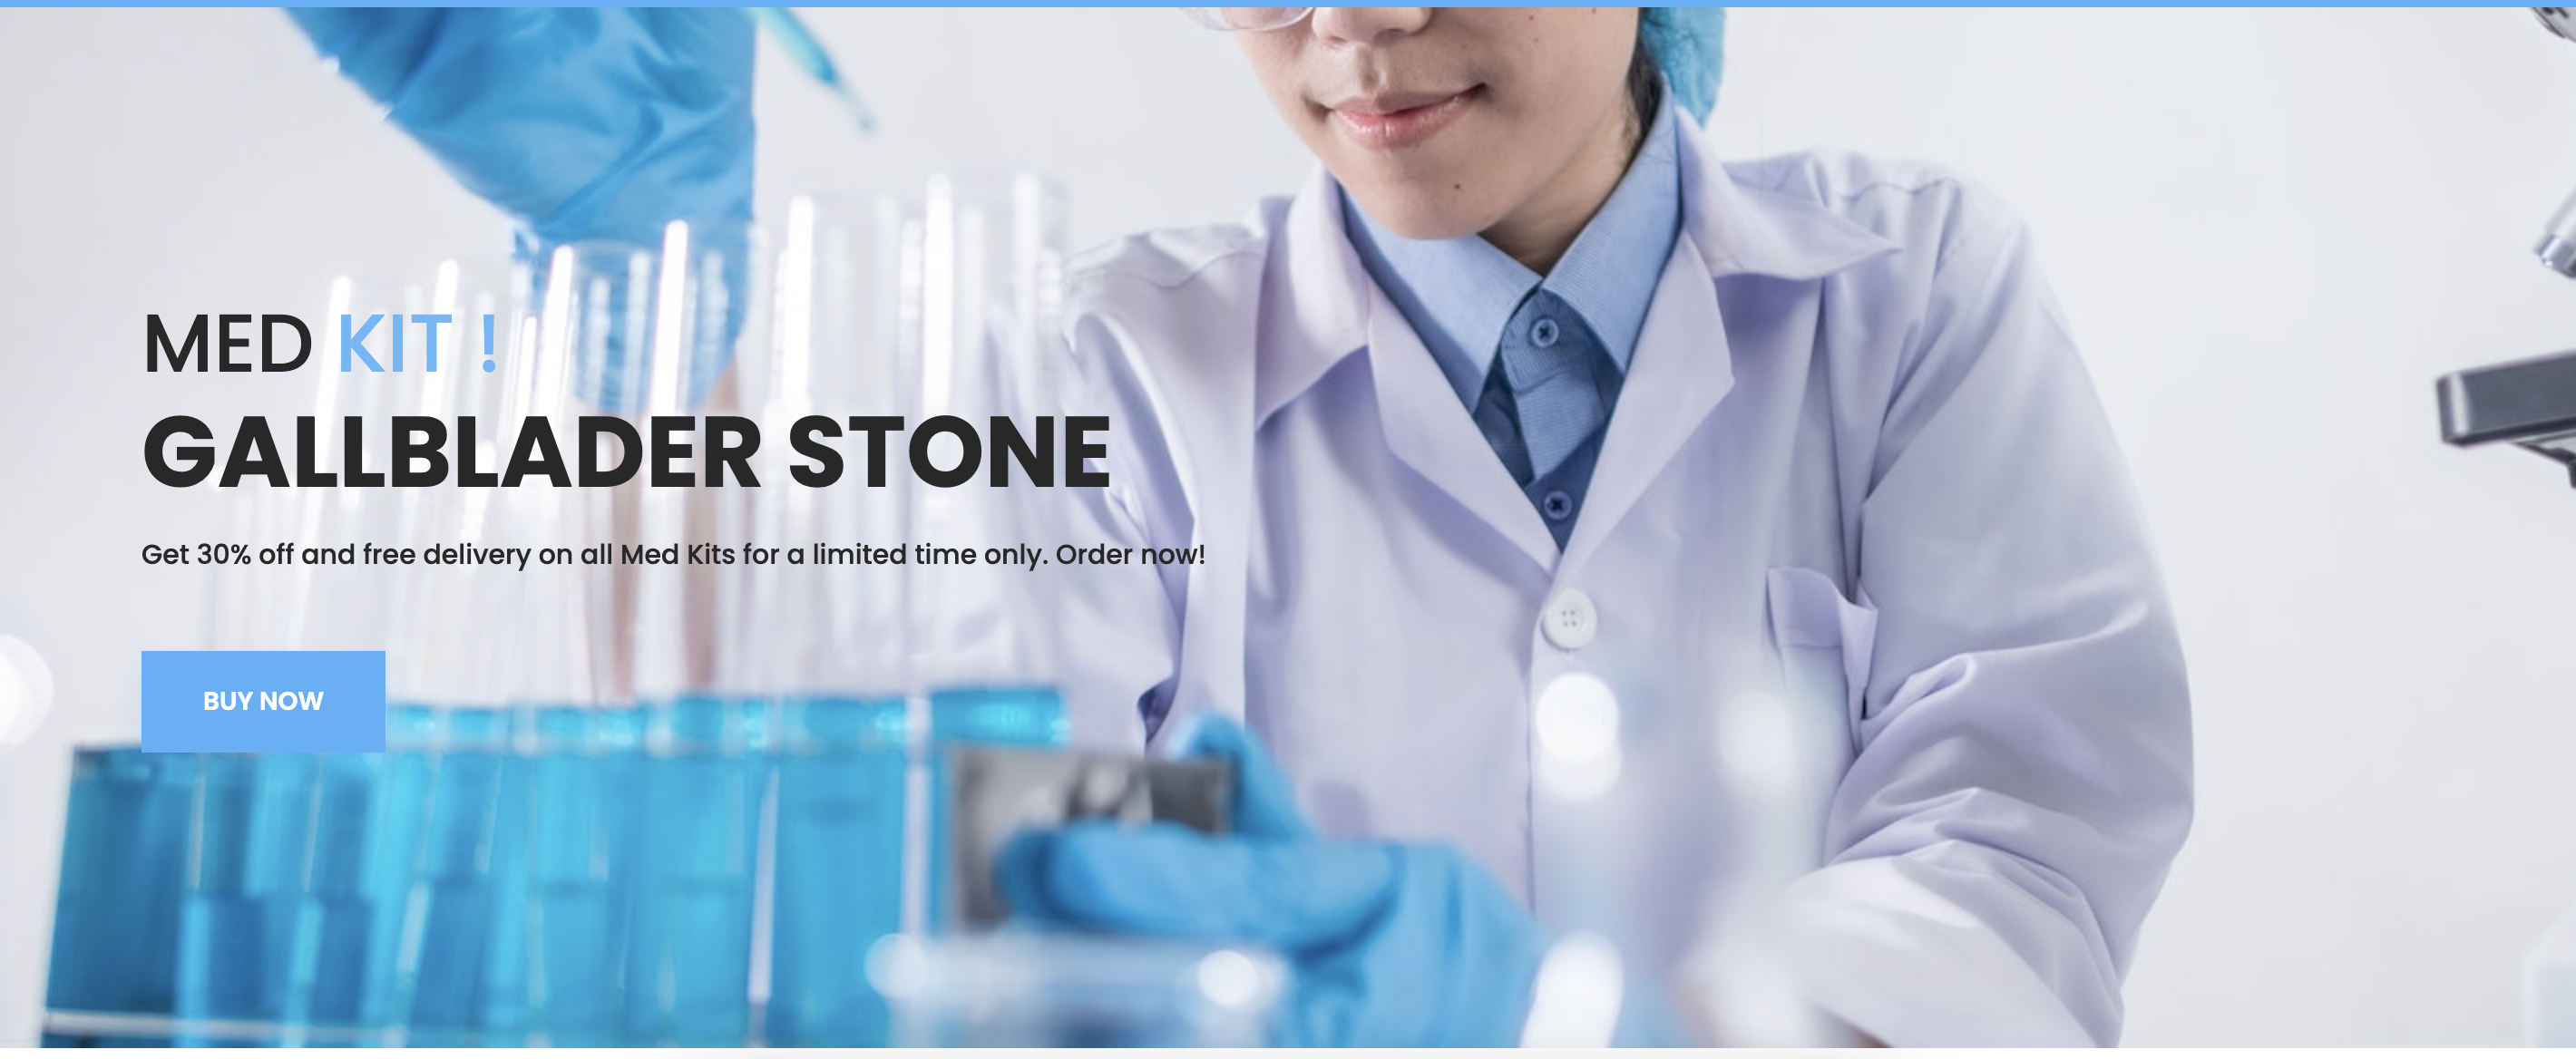 MED KIT !
GALLBLADER STONE
Get 30% off and free delivery on all Med Kits for a limited time only. Order now!
BUY NOW